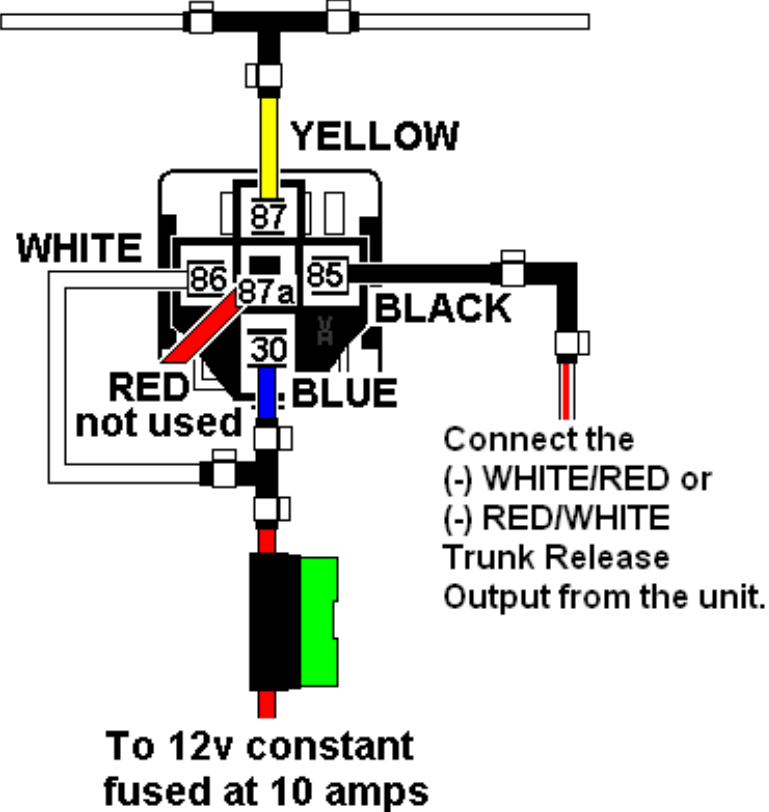 YELLOW
87
WHITE
86
85
87a
BLACK
30
RED
BLUE
not used
Connect the
(-) WHITE/RED or
(-) RED/WHITE
Trunk Release
Output from the unit.
To 12v constant
fused at 10 amps